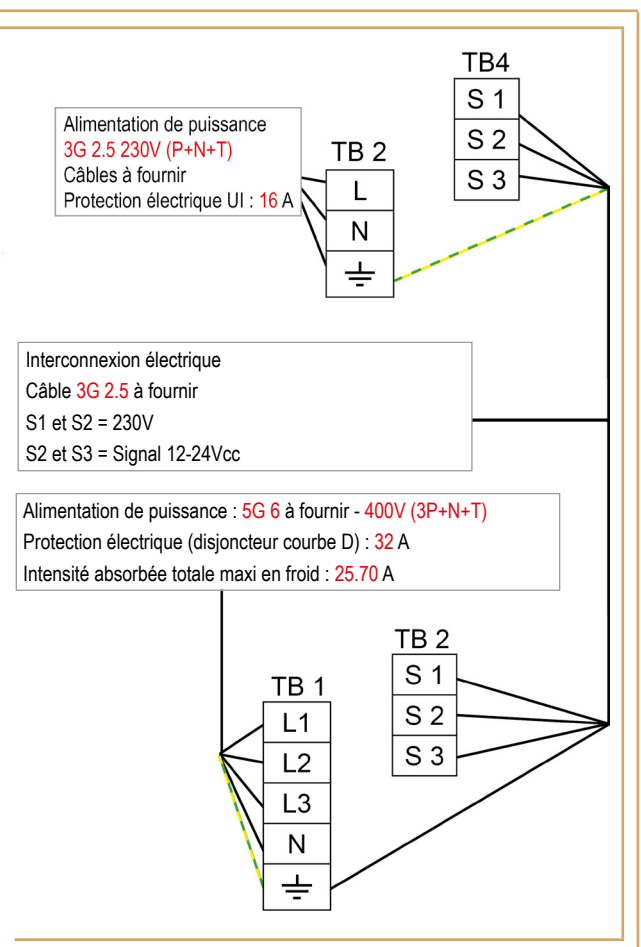 TB4
S 1
S 2
S 3
Alimentation de puissance
3G 2.5 230V (P+N+T)
Câbles à fournir
Protection électrique UI : 16 A
TB 2
L
N
Interconnexion électrique
Câble 3G 2.5 à fournir
S1 et S2 = 230V
S2 et S3 = Signal 12-24Vcc
Alimentation de puissance : 5G 6 à fournir - 400V (3P+N+T)
Protection électrique (disjoncteur courbe D) : 32 A
Intensité absorbée totale maxi en froid : 25.70 A
TB 2
S 1
S 2
S 3
TB 1
L1
L2
L3
N